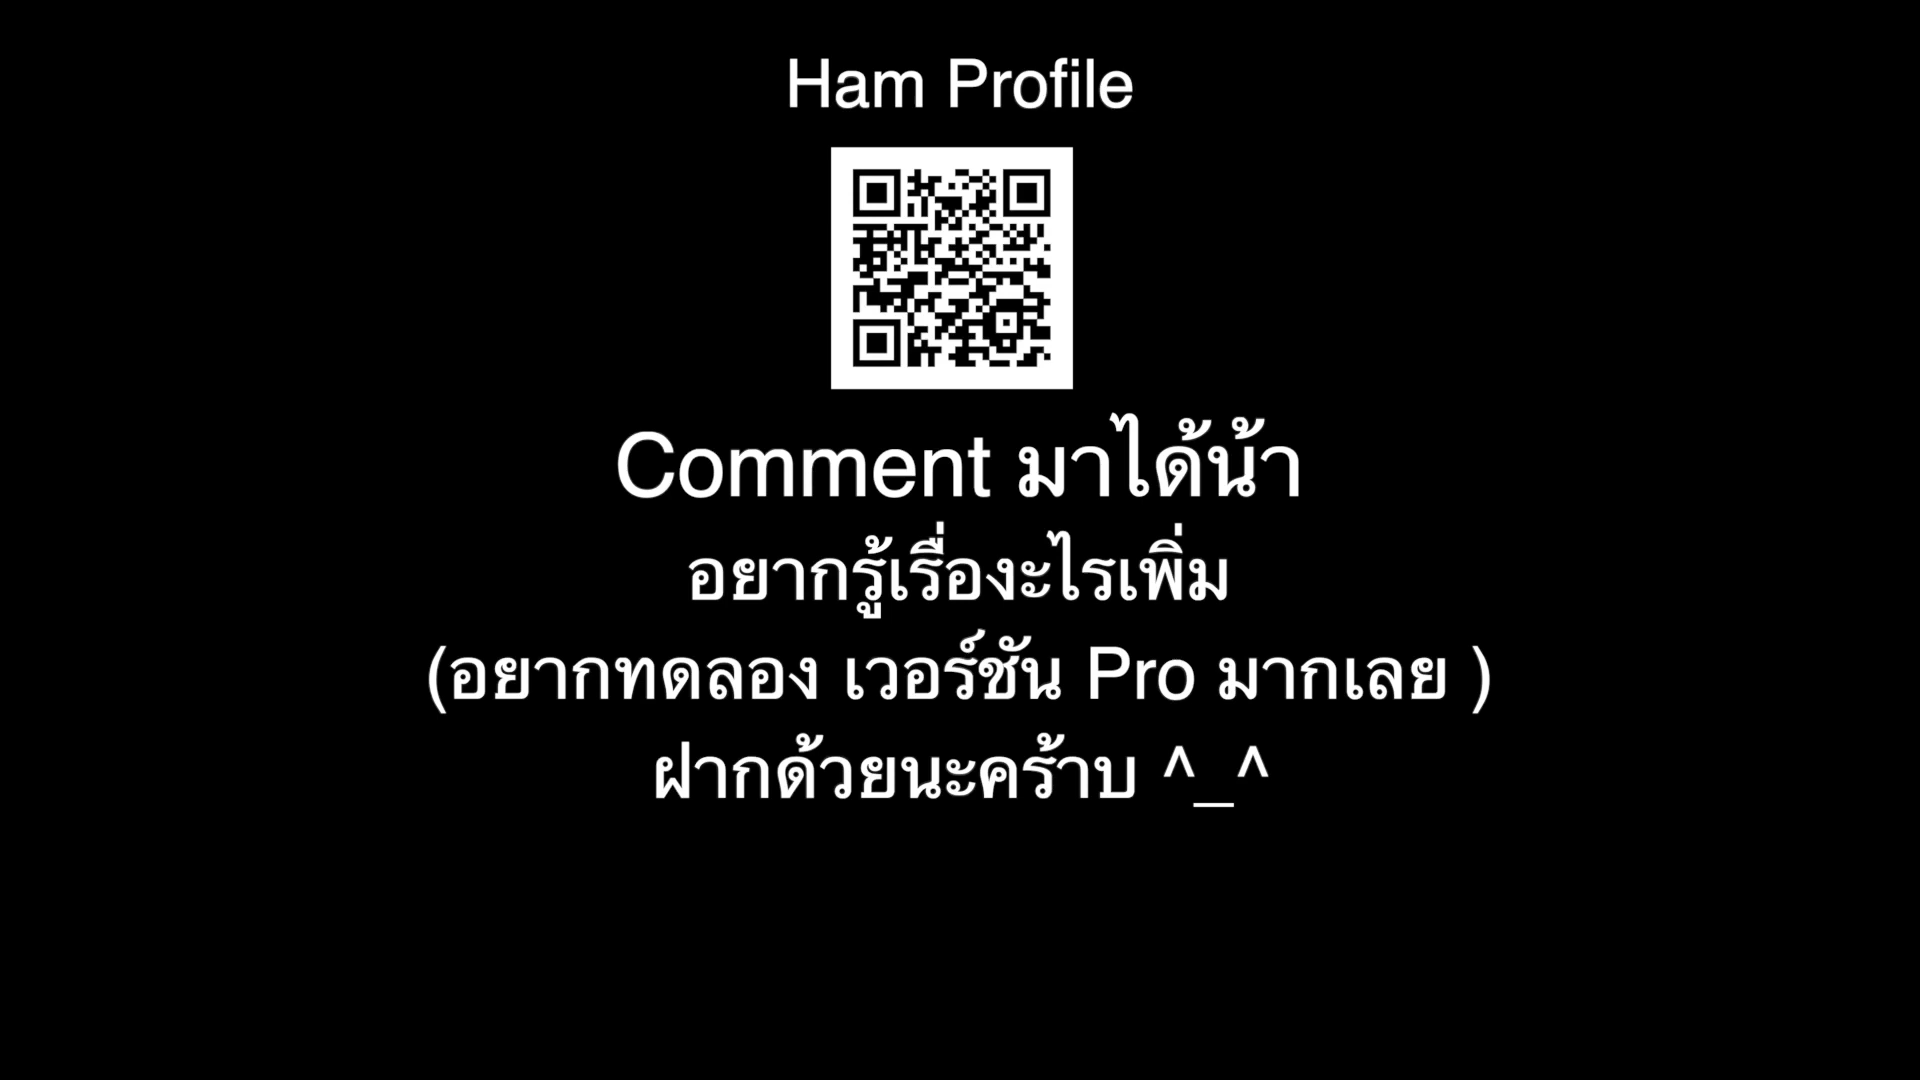 Ham Profile
Comment มาได้น้า
อยากรู้เรื่องะไรเพิ่ม
(อยากทดลอง เวอร์ชัน Pro มากเลย )
ฝากด้วยนะคร้าบ ^_^